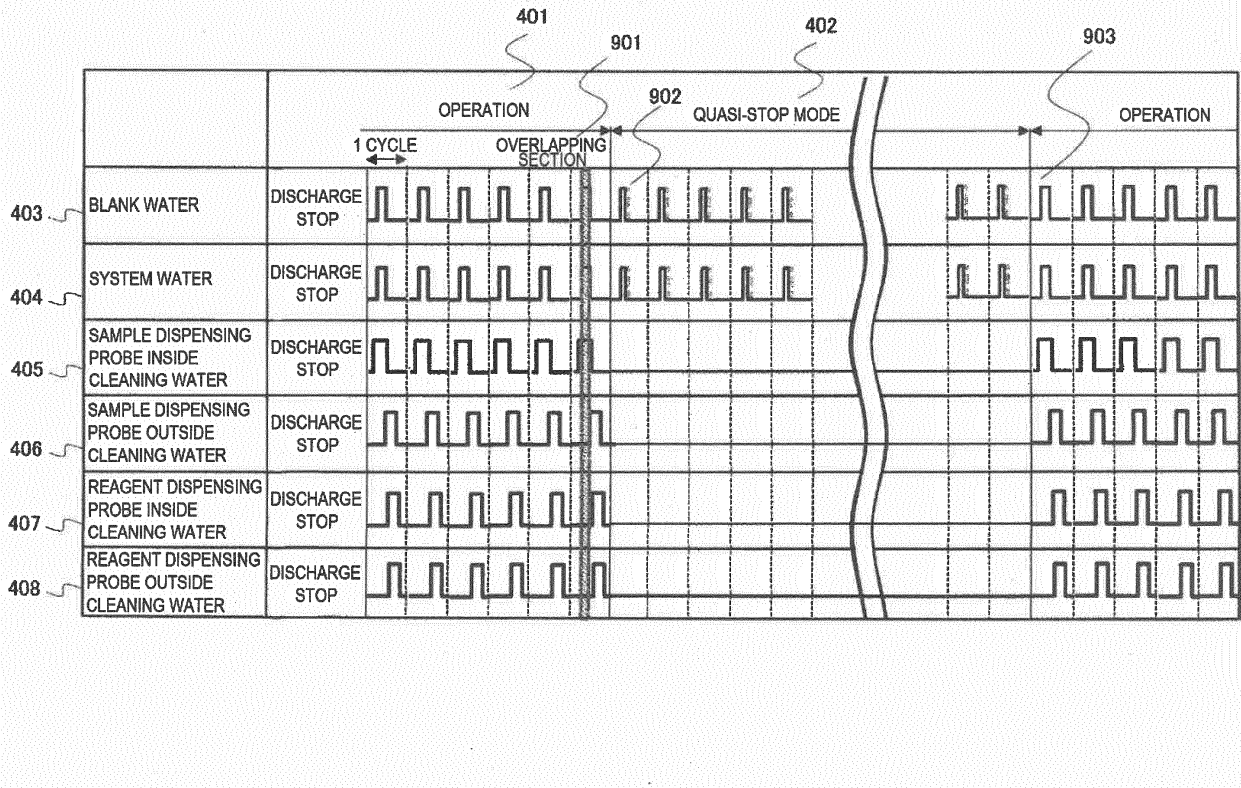 401
901
402
903
902
OPERATION
QUASI-STOP MODE
OPERATION
1 CYCLE
OVERLAPPING
SECTION
403
BLANK WATER
DISCHARGE
STOP
404
SYSTEM WATER
DISCHARGE
STOP
405
SAMPLE DISPENSING
PROBE INSIDE
CLEANING WATER
DISCHARGE
STOP
406
SAMPLE DISPENSING
PROBE OUTSIDE
CLEANING WATER
DISCHARGE
STOP
407
REAGENT DISPENSING
PROBE INSIDE
CLEANING WATER
DISCHARGE
STOP
408
REAGENT DISPENSING
PROBE OUTSIDE
CLEANING WATER
DISCHARGE
STOP